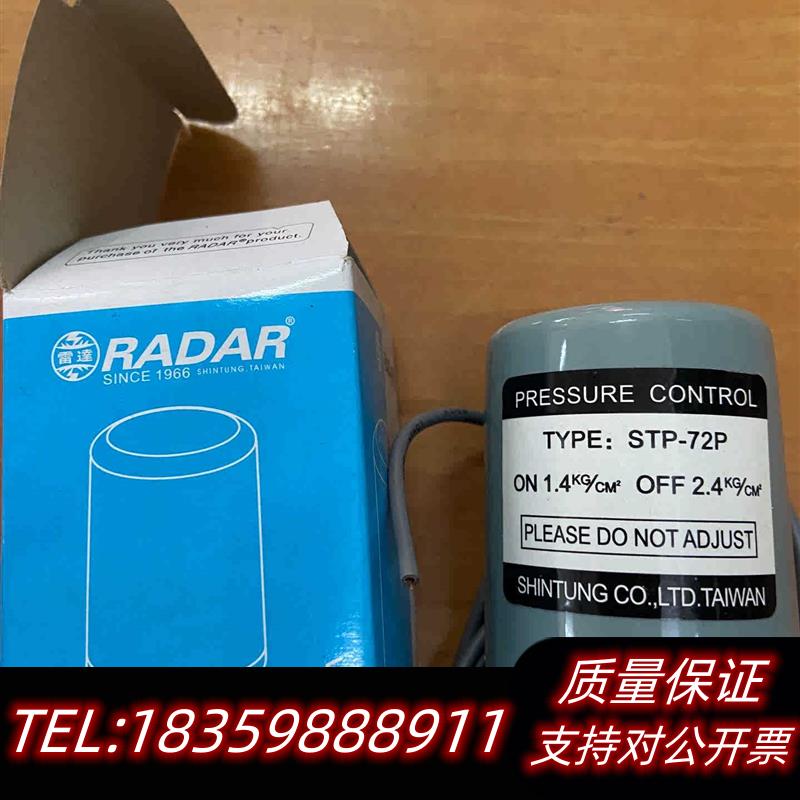 Thank you very much for your
purchase of the RADAR® product.
雷達 RADAR®
SINCE 1966 SHINTUNG.TAIWAN
PRESSURE CONTROL
TYPE: STP-72P
ON 1.4KG/CM² OFF 2.4KG/CM²
PLEASE DO NOT ADJUST
SHINTUNG CO.,LTD.TAIWAN
TEL:18359888911
质量保证
支持对公开票